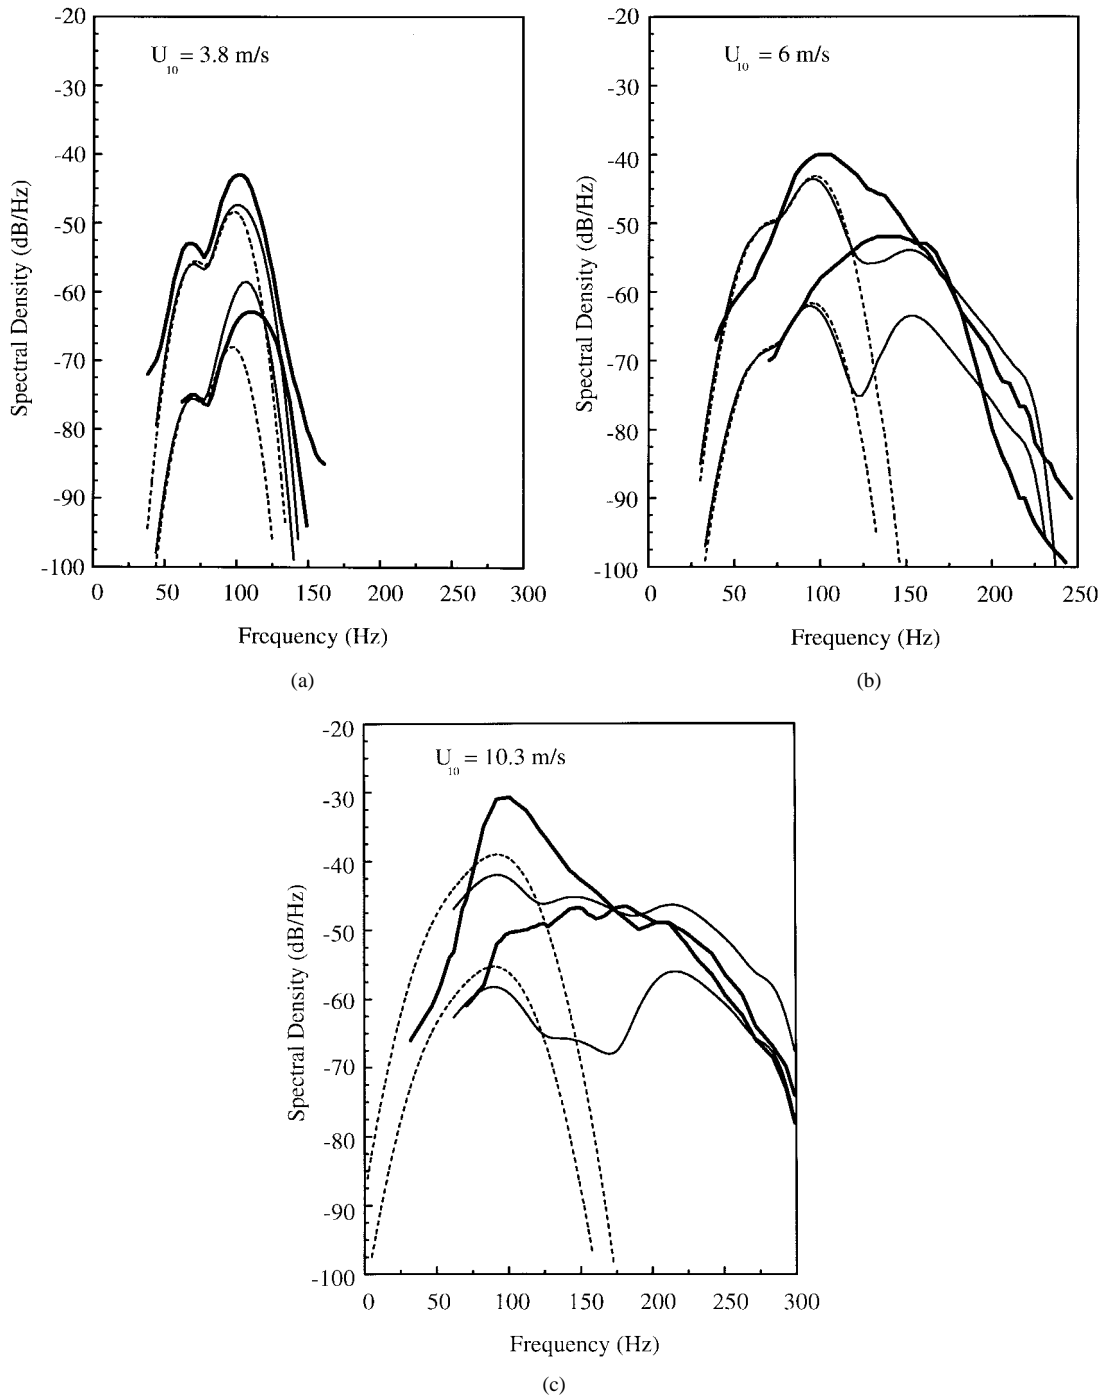 -20
-30
-40
-50
-60
-70
-80
-90
-100
U10 = 3.8 m/s
Spectral Density (dB/Hz)
0 50 100 150 200 250 300
Frequency (Hz)
(a)
-20
-30
-40
-50
-60
-70
-80
-90
-100
U10 = 6 m/s
Spectral Density (dB/Hz)
0 50 100 150 200 250
Frequency (Hz)
(b)
-20
-30
-40
-50
-60
-70
-80
-90
-100
U10 = 10.3 m/s
Spectral Density (dB/Hz)
0 50 100 150 200 250 300
Frequency (Hz)
(c)